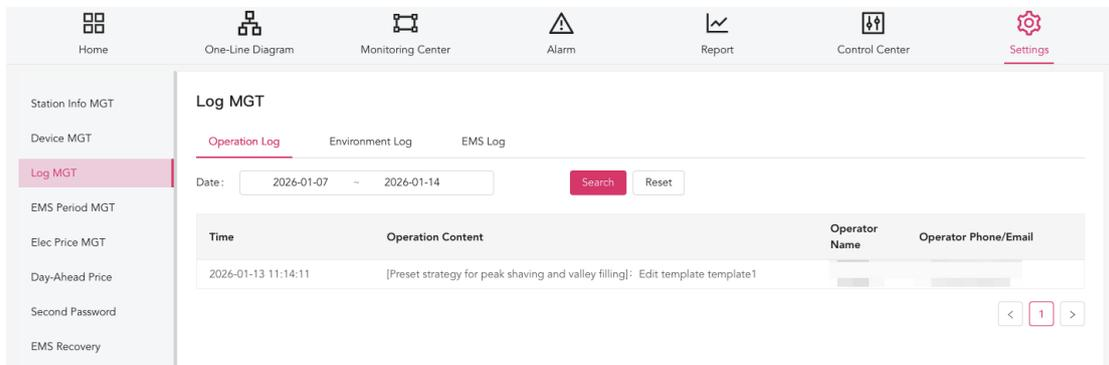 Home
One-Line Diagram
Monitoring Center
Alarm
Report
Control Center
Settings
Station Info MGT
Device MGT
Log MGT
EMS Period MGT
Elec Price MGT
Day-Ahead Price
Second Password
EMS Recovery
Log MGT
Operation Log Environment Log EMS Log
Date : 2026-01-07 ~ 2026-01-14 Search Reset
Time Operation Content Operator Name Operator Phone/Email
2026-01-13 11:14:11 [Preset strategy for peak shaving and valley filling]: Edit template template1
< 1 >